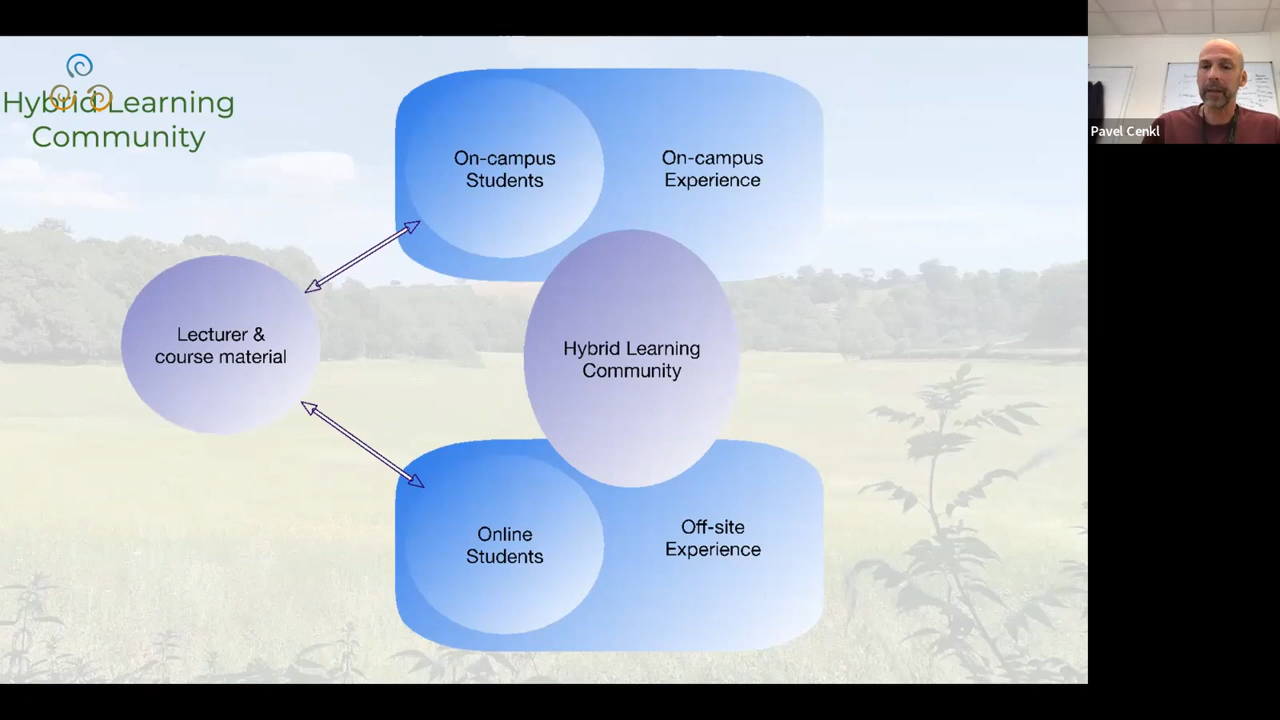 Hybrid Learning
Community
On-campus
Students
On-campus
Experience
Lecturer &
course material
Hybrid Learning
Community
Online
Students
Off-site
Experience
Pavel Cenkl